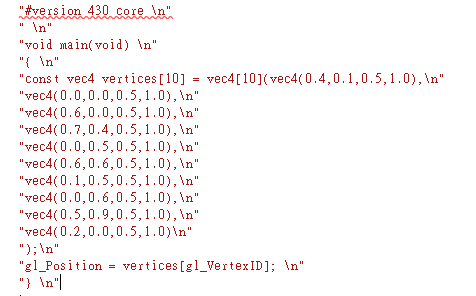 "#version 430 core \n"
" \n"
"void main(void) \n"
"{ \n"
"const vec4 vertices[10] = vec4[10](vec4(0.4,0.1,0.5,1.0),\n"
"vec4(0.0,0.0,0.5,1.0),\n"
"vec4(0.6,0.0,0.5,1.0),\n"
"vec4(0.7,0.4,0.5,1.0),\n"
"vec4(0.0,0.5,0.5,1.0),\n"
"vec4(0.6,0.6,0.5,1.0),\n"
"vec4(0.1,0.5,0.5,1.0),\n"
"vec4(0.0,0.6,0.5,1.0),\n"
"vec4(0.5,0.9,0.5,1.0),\n"
"vec4(0.2,0.0,0.5,1.0)\n"
");\n"
"gl_Position = vertices[gl_VertexID]; \n"
"} \n"